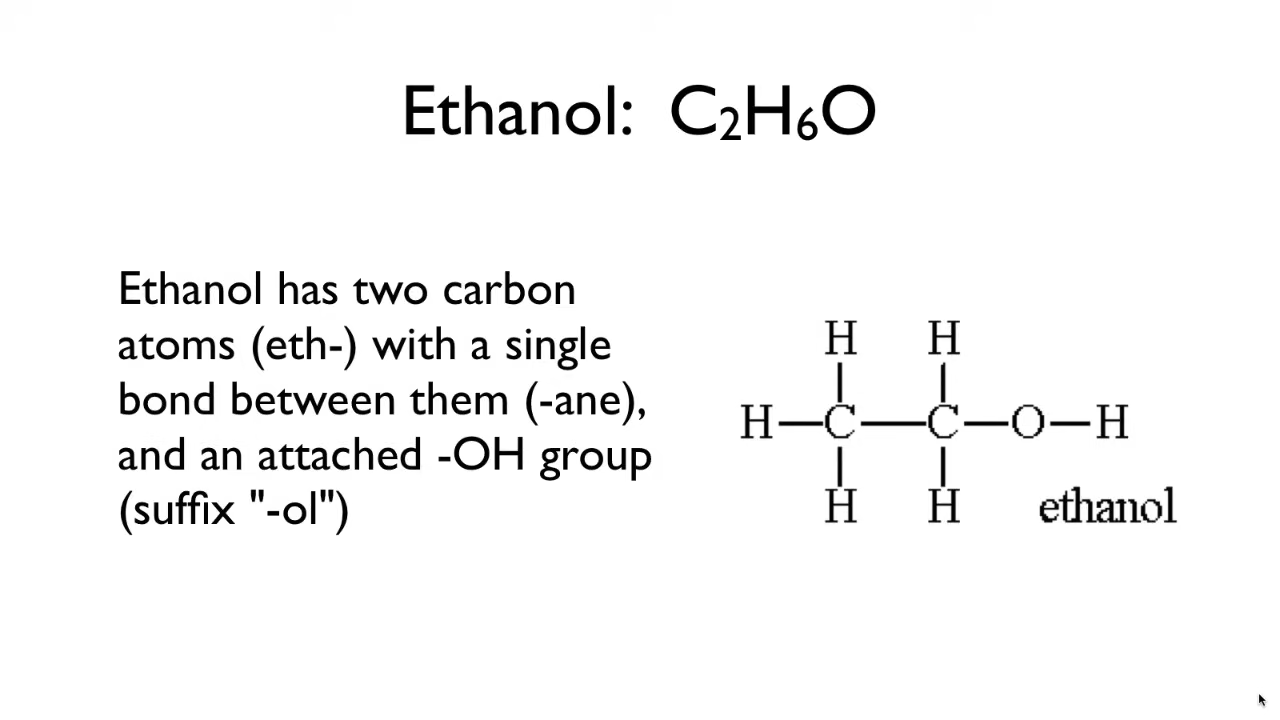 Ethanol: C₂H₆O
Ethanol has two carbon
atoms (eth-) with a single
bond between them (-ane),
and an attached -OH group
(suffix "-ol")
H H
H—C—C—O—H
H H
ethanol